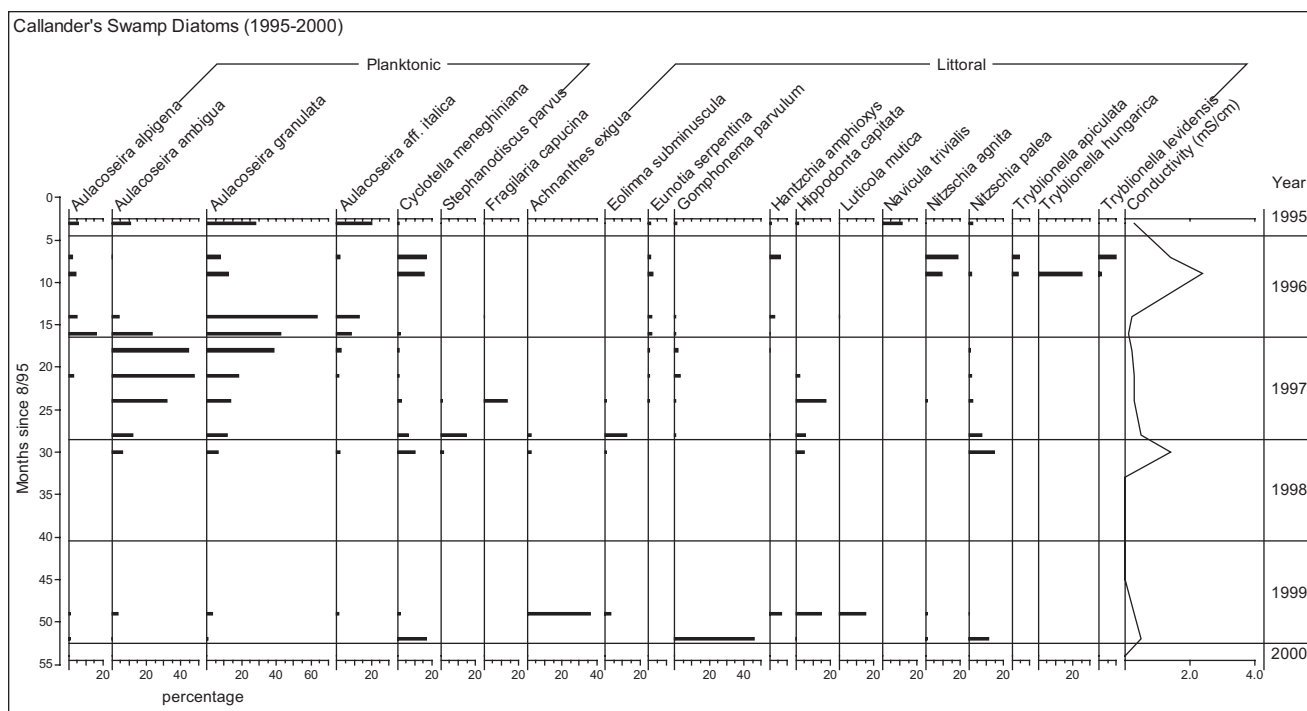 Callander's Swamp Diatoms (1995-2000)
Planktonic
Littoral
Aulacoseira alpigena
Aulacoseira ambigua
Aulacoseira granulata
Aulacoseira aff. italica
Cyclotella meneghiniana
Stephanodiscus parvus
Fragilaria capucina
Achnanthes exigua
Eolimna subminuscula
Eunotia serpentina
Gomphonema parvulum
Hantzchia amphioxys
Hippodonta capitata
Luticola mutica
Navicula trivialis
Nitzschia agnita
Nitzschia palea
Tryblionella apiculata
Tryblionella hungarica
Tryblionella levidensis
Conductivity (mS/cm)
Year
0
5
10
15
20
25
30
35
40
45
50
55
Months since 8/95
1995
1996
1997
1998
1999
2000
20 20 40 20 40 60 20 20 20 20 20 40 20 20 40 20 20 20 20 20 20 2.0 4.0
percentage